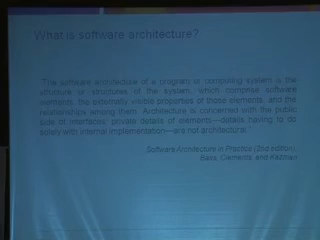 What is software architecture?
"The software architecture of a program or computing system is the
structure or structures of the system, which comprise software
elements, the externally visible properties of those elements, and the
relationships among them. Architecture is concerned with the public
side of interfaces; private details of elements—details having to do
solely with internal implementation—are not architectural."
Software Architecture in Practice (2nd edition),
Bass, Clements, and Kazman